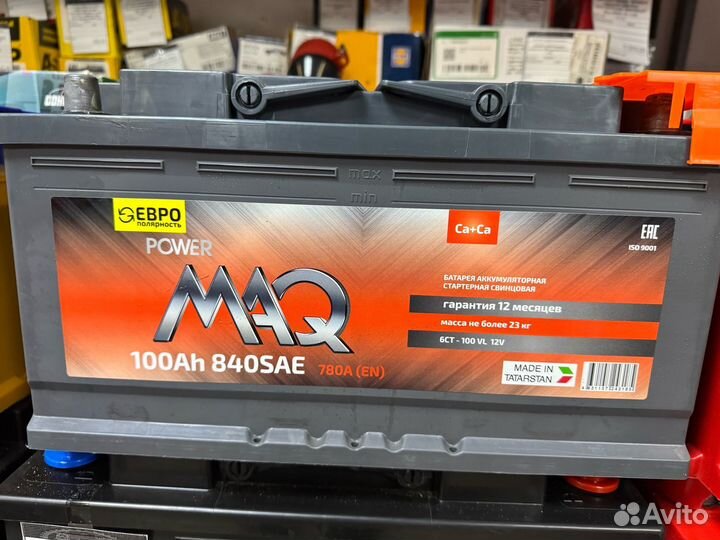 max
min
ЕВРО
полярность
POWER
MAQ
100Ah 840SAE 780A (EN)
Ca+Ca
EAC
ISO 9001
БАТАРЕЯ АККУМУЛЯТОРНАЯ
СТАРТЕРНАЯ СВИНЦОВАЯ
гарантия 12 месяцев
масса не более 23 кг
6СТ - 100 VL 12V
MADE IN
TATARSTAN
Avito